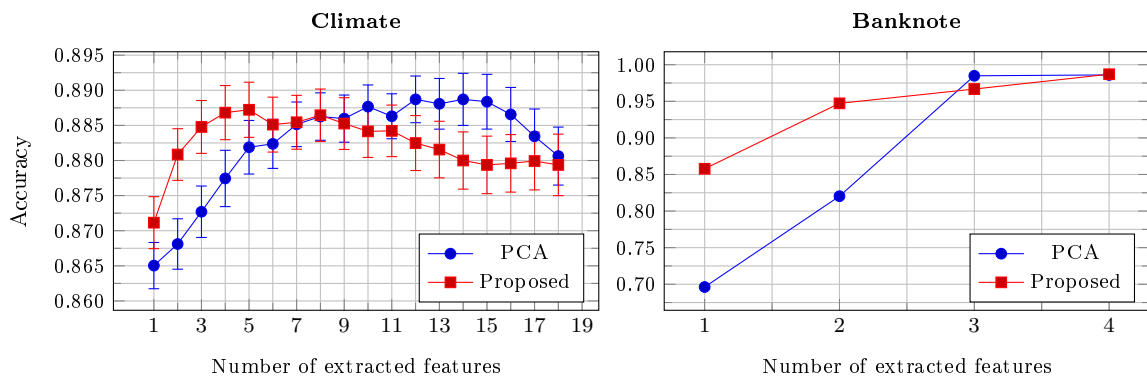 Climate
Accuracy
0.895
0.890
0.885
0.880
0.875
0.870
0.865
0.860
1 3 5 7 9 11 13 15 17 19
Number of extracted features
PCA
Proposed
Banknote
1.00
0.95
0.90
0.85
0.80
0.75
0.70
1 2 3 4
Number of extracted features
PCA
Proposed